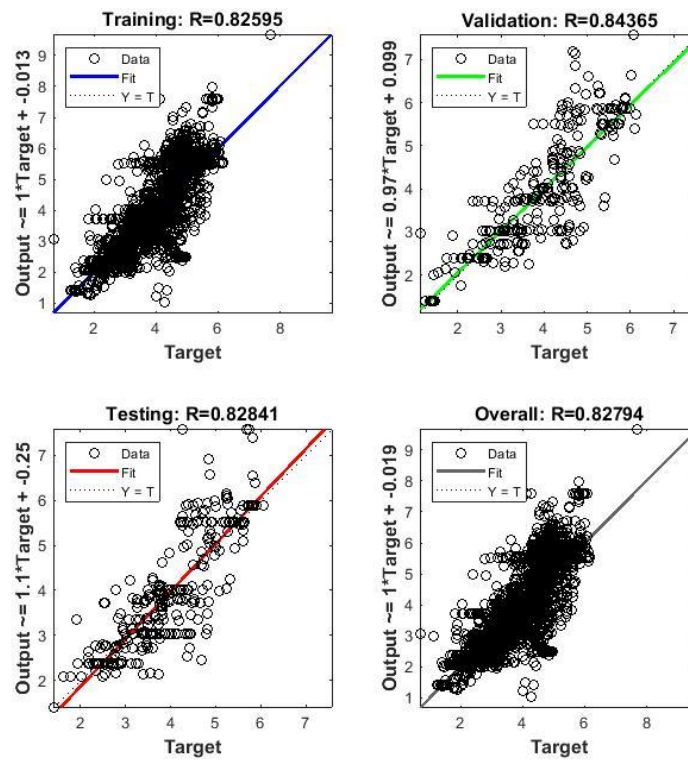 Training: R=0.82595
Output ~= 1*Target + -0.013
9
8
7
6
5
4
3
2
1
Data
Fit
Y = T
2
4
6
8
Target
Validation: R=0.84365
Output ~= 0.97*Target + 0.099
7
6
5
4
3
2
Data
Fit
Y = T
2
3
4
5
6
7
Target
Testing: R=0.82841
Output ~= 1.1*Target + -0.25
7
6
5
4
3
2
Data
Fit
Y = T
2
3
4
5
6
7
Target
Overall: R=0.82794
Output ~= 1*Target + -0.019
9
8
7
6
5
4
3
2
1
Data
Fit
Y = T
2
4
6
8
Target